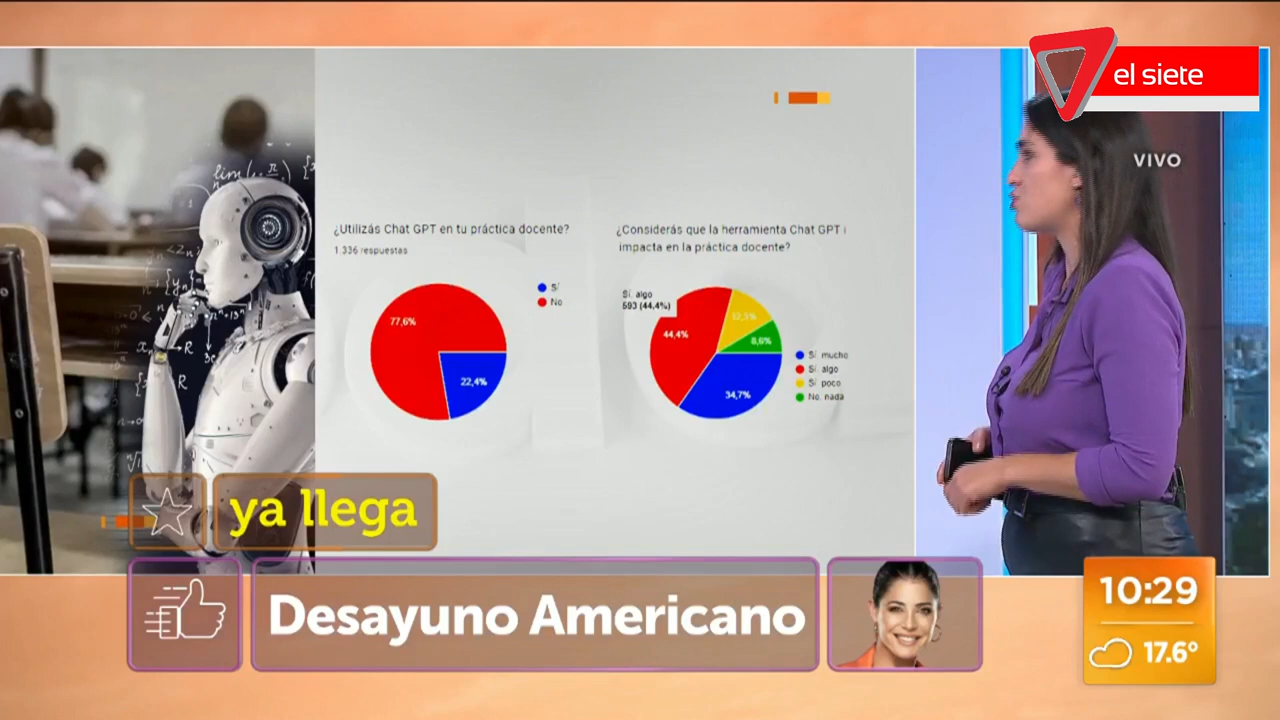 el siete
VIVO
¿Utilizás Chat GPT en tu práctica docente?
1.336 respuestas
Sí
No
77,6%
22,4%
¿Considerás que la herramienta Chat GPT
impacta en la práctica docente?
Sí, algo
593 (44,4%)
44,4%
8,6%
34,7%
Sí, mucho
Sí, algo
Sí, poco
No, nada
lim
R
R
ya llega
Desayuno Americano
10:29
17.6°